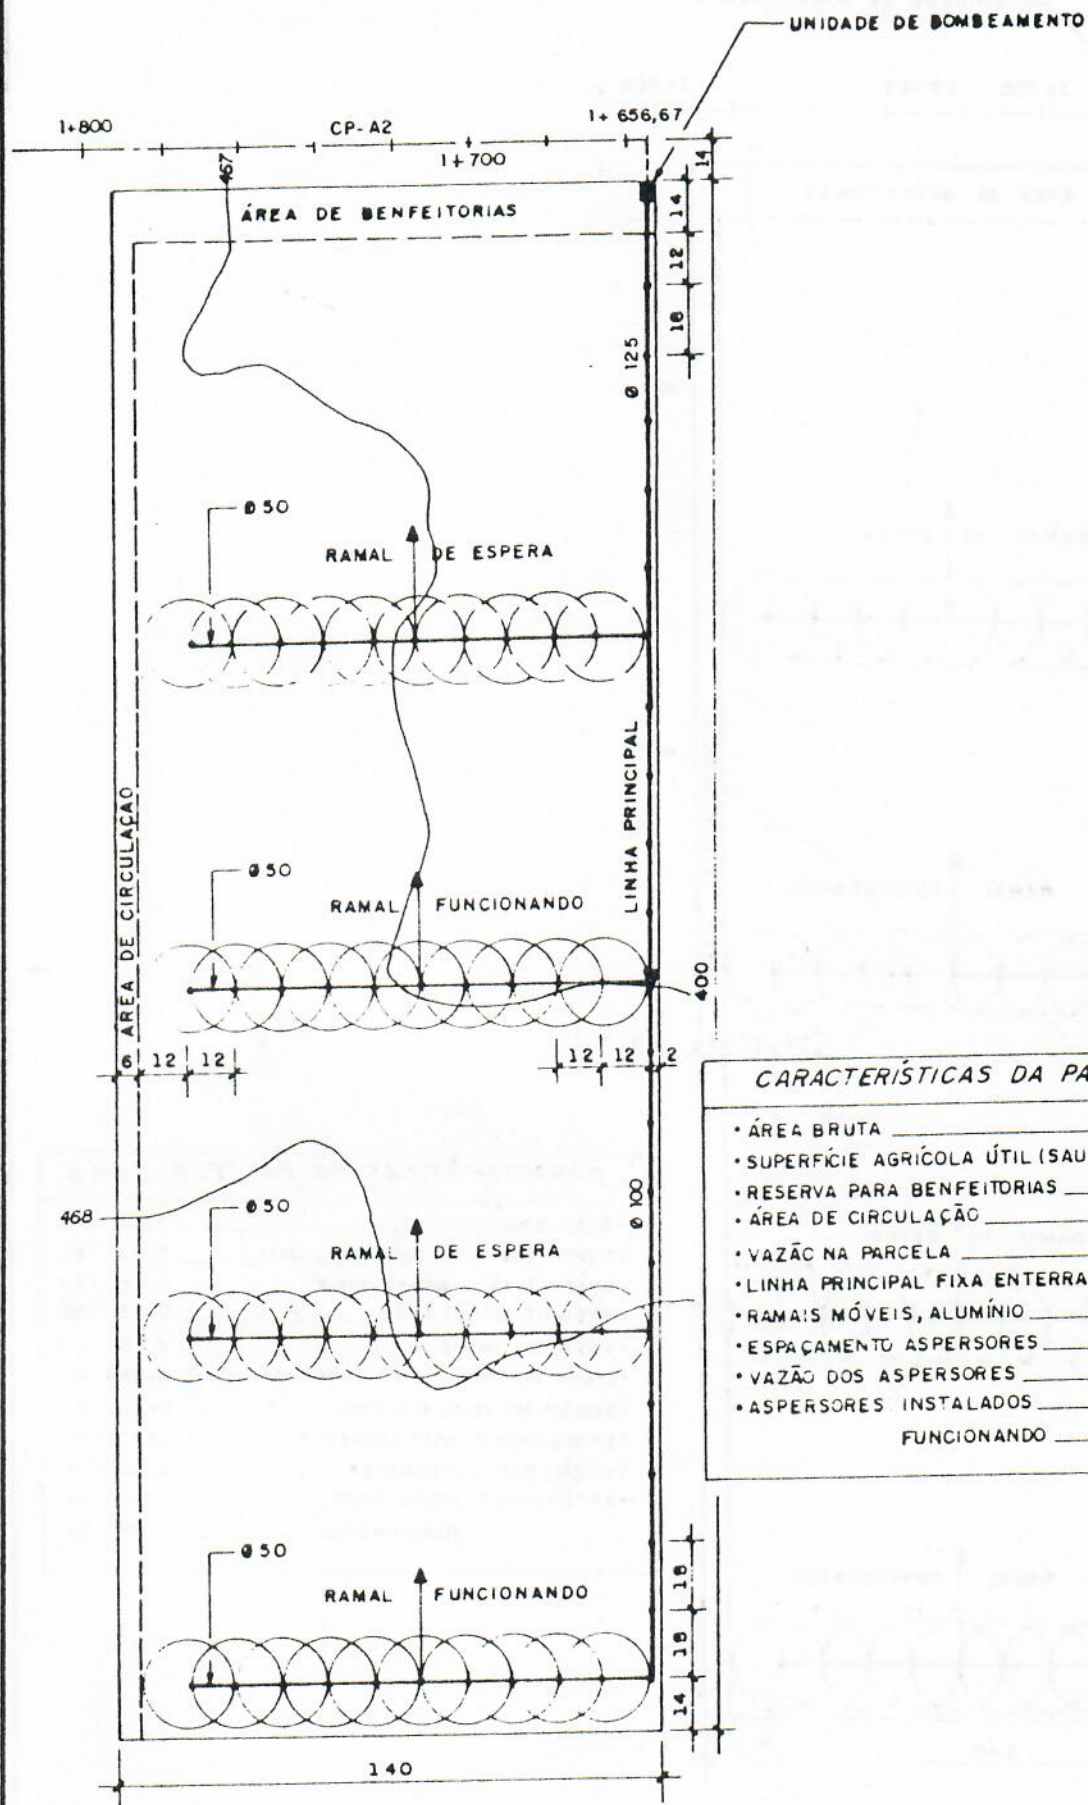 UNIDADE DE BOMBEAMENTO
1+800
CP-A2
1+700
1+ 656,67
467
14
ÁREA DE BENFEITORIAS
14
12
18
Ø 125
Ø 50
RAMAL DE ESPERA
LINHA PRINCIPAL
ÁREA DE CIRCULAÇÃO
Ø 50
RAMAL FUNCIONANDO
400
6 12 12
12 12 2
CARACTERÍSTICAS DA PA
• ÁREA BRUTA
• SUPERFÍCIE AGRÍCOLA ÚTIL (SAU
• RESERVA PARA BENFEITORIAS
• ÁREA DE CIRCULAÇÃO
• VAZÃO NA PARCELA
• LINHA PRINCIPAL FIXA ENTERRA
• RAMAIS MÓVEIS, ALUMÍNIO
• ESPAÇAMENTO ASPERSORES
• VAZÃO DOS ASPERSORES
• ASPERSORES INSTALADOS
FUNCIONANDO
468
Ø 50
Ø 100
RAMAL DE ESPERA
Ø 50
RAMAL FUNCIONANDO
18
18
14
140